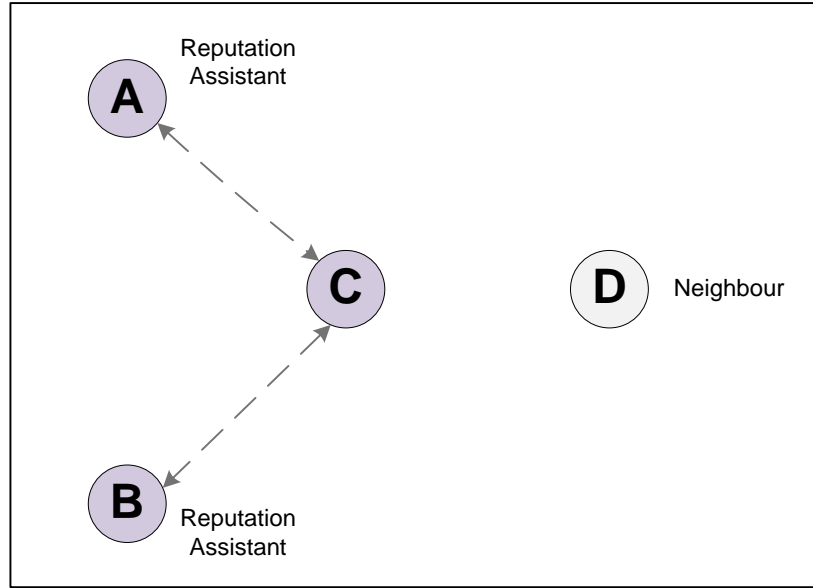 Reputation
Assistant
A
C
D
Neighbour
B
Reputation
Assistant